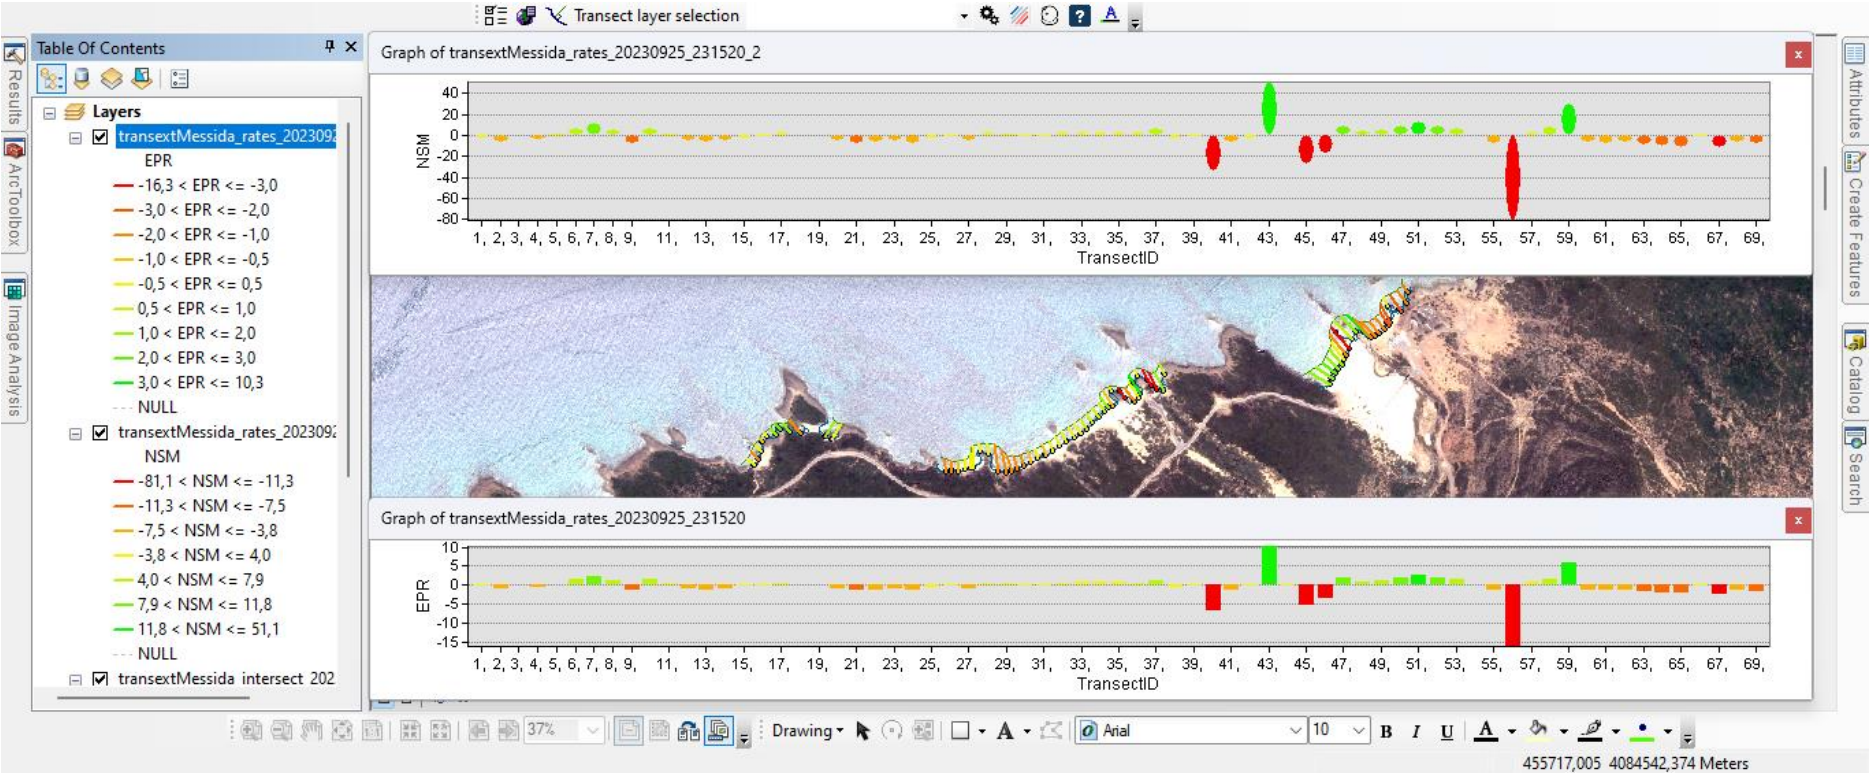 Transect layer selection
Table Of Contents
Results
ArcToolbox
Image Analysis
Layers
transextMessida_rates_2023092
EPR
-16,3 < EPR <= -3,0
-3,0 < EPR <= -2,0
-2,0 < EPR <= -1,0
-1,0 < EPR <= -0,5
-0,5 < EPR <= 0,5
0,5 < EPR <= 1,0
1,0 < EPR <= 2,0
2,0 < EPR <= 3,0
3,0 < EPR <= 10,3
NULL
transextMessida_rates_2023092
NSM
-81,1 < NSM <= -11,3
-11,3 < NSM <= -7,5
-7,5 < NSM <= -3,8
-3,8 < NSM <= 4,0
4,0 < NSM <= 7,9
7,9 < NSM <= 11,8
11,8 < NSM <= 51,1
NULL
transextMessida intersect 202
Graph of transextMessida_rates_20230925_231520_2
40
20
0
-20
-40
-60
-80
NSM
1, 2, 3, 4, 5, 6, 7, 8, 9, 11, 13, 15, 17, 19, 21, 23, 25, 27, 29, 31, 33, 35, 37, 39, 41, 43, 45, 47, 49, 51, 53, 55, 57, 59, 61, 63, 65, 67, 69,
TransectID
Graph of transextMessida_rates_20230925_231520
10
5
0
-5
-10
-15
EPR
1, 2, 3, 4, 5, 6, 7, 8, 9, 11, 13, 15, 17, 19, 21, 23, 25, 27, 29, 31, 33, 35, 37, 39, 41, 43, 45, 47, 49, 51, 53, 55, 57, 59, 61, 63, 65, 67, 69,
TransectID
Attributes
Create Features
Catalog
Search
37% Drawing A Arial 10 B I U A
455717,005 4084542,374 Meters